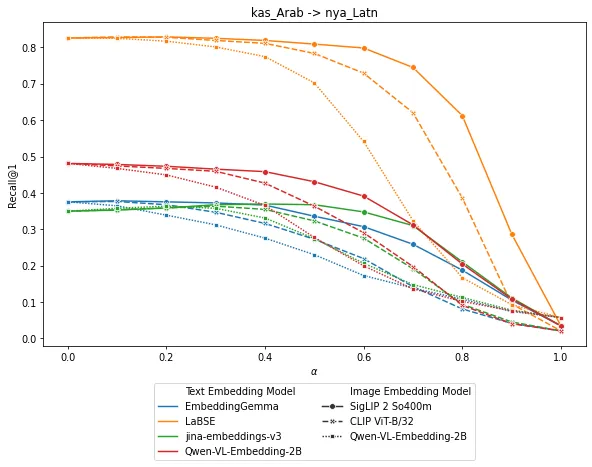 kas_Arab -> nya_Latn
Recall@1
0.8
0.7
0.6
0.5
0.4
0.3
0.2
0.1
0.0
0.0 0.2 0.4 0.6 0.8 1.0
α
Text Embedding Model Image Embedding Model
EmbeddingGemma SigLIP 2 So400m
LaBSE CLIP ViT-B/32
jina-embeddings-v3 Qwen-VL-Embedding-2B
Qwen-VL-Embedding-2B